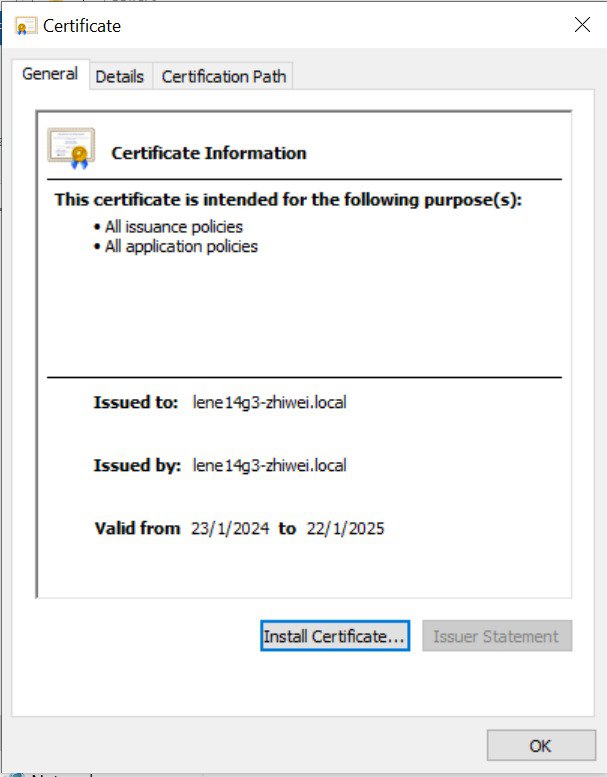 Certificate
General
Details
Certification Path
Certificate Information
This certificate is intended for the following purpose(s):
• All issuance policies
• All application policies
Issued to: lene14g3-zhiwei.local
Issued by: lene14g3-zhiwei.local
Valid from 23/1/2024 to 22/1/2025
Install Certificate...
Issuer Statement
OK